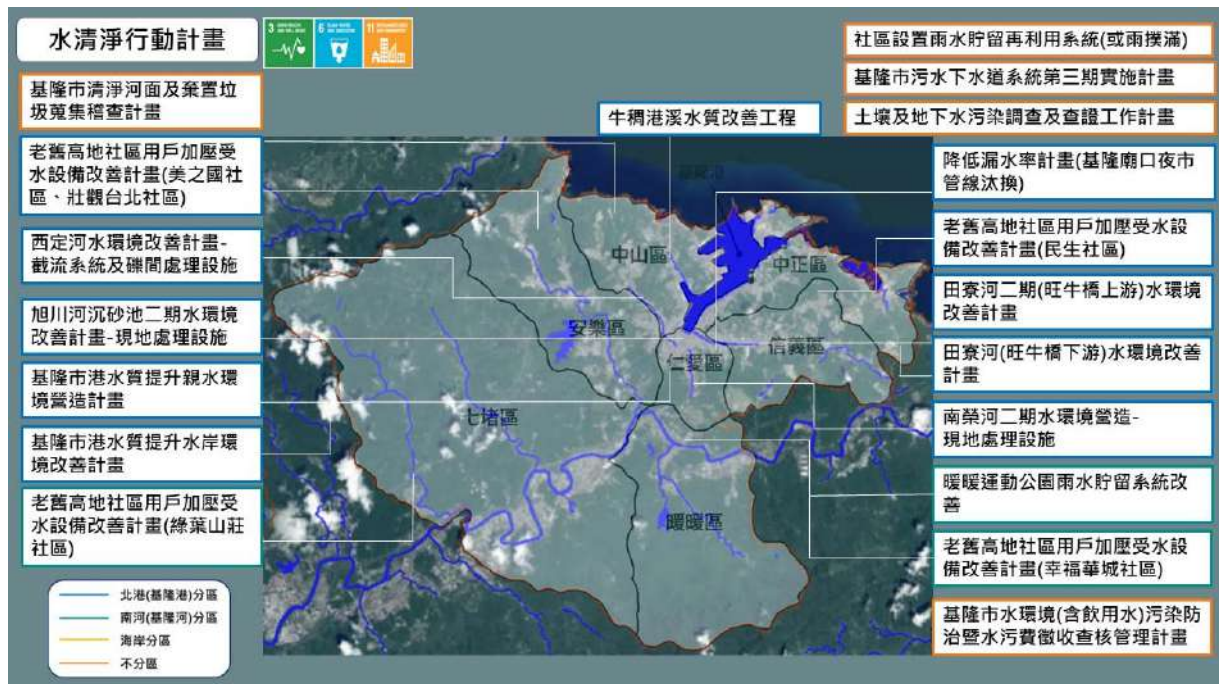 水清淨行動計畫
3
6
11
基隆市清淨河面及棄置垃
圾蒐集稽查計畫
老舊高地社區用戶加壓受
水設備改善計畫(美之國社
區、壯觀台北社區)
西定河水環境改善計畫-
截流系統及礫間處理設施
旭川河沉砂池二期水環境
改善計畫-現地處理設施
基隆市港水質提升親水環
境營造計畫
基隆市港水質提升水岸環
境改善計畫
老舊高地社區用戶加壓受
水設備改善計畫(綠葉山莊
社區)
北港(基隆港)分區
南河(基隆河)分區
海岸分區
不分區
牛稠港溪水質改善工程
中山區
中正區
安樂區
仁愛區
信義區
七堵區
暖暖區
社區設置雨水貯留再利用系統(或雨撲滿)
基隆市污水下水道系統第三期實施計畫
土壤及地下水污染調查及查證工作計畫
降低漏水率計畫(基隆廟口夜市
管線汰換)
老舊高地社區用戶加壓受水設
備改善計畫(民生社區)
田寮河二期(旺牛橋上游)水環境
改善計畫
田寮河(旺牛橋下游)水環境改善
計畫
南榮河二期水環境營造-
現地處理設施
暖暖運動公園雨水貯留系統改
善
老舊高地社區用戶加壓受水設
備改善計畫(幸福華城社區)
基隆市水環境(含飲用水)污染防
治暨水污費徵收查核管理計畫